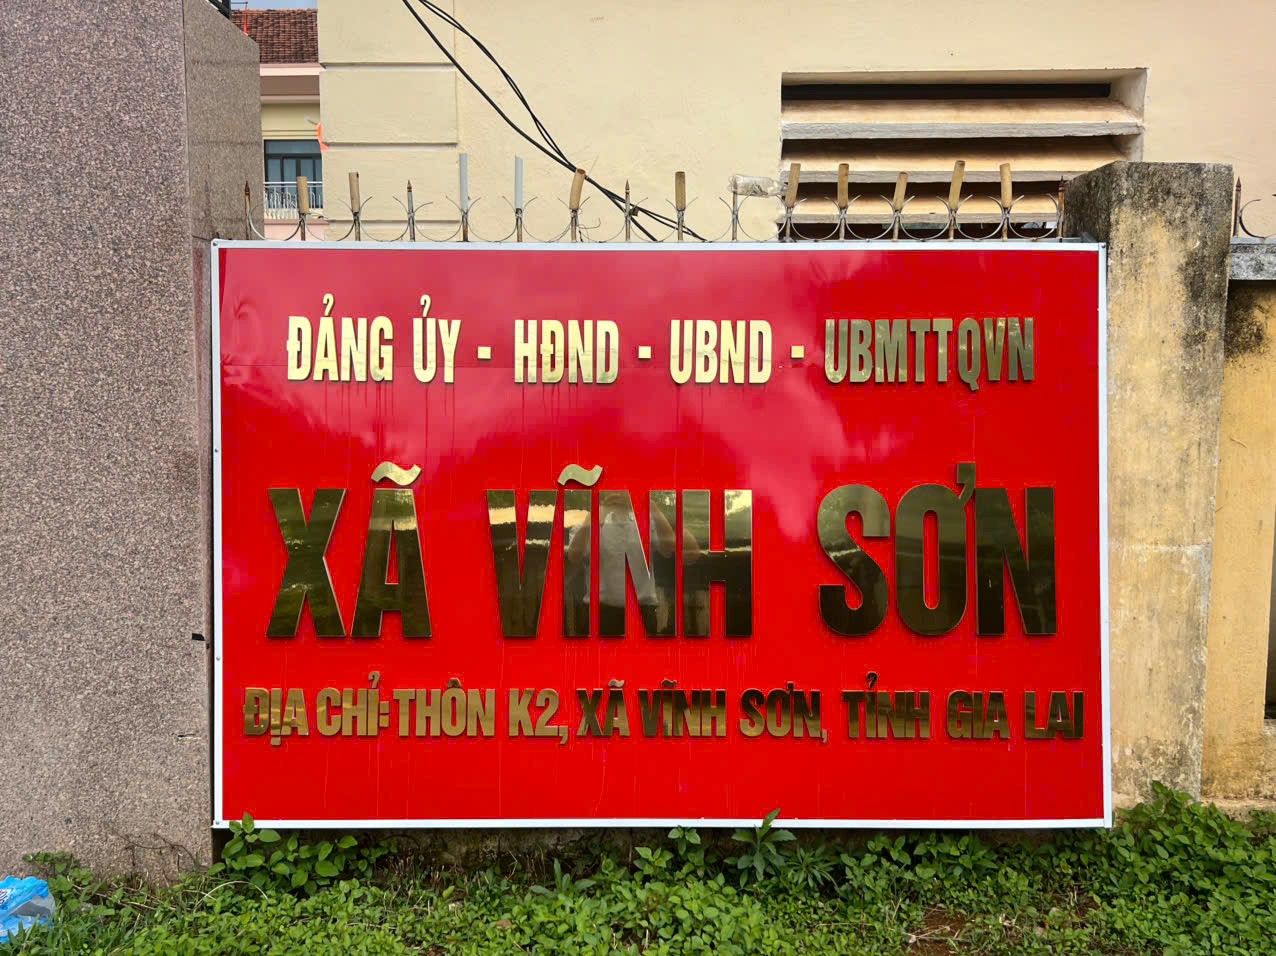 ĐẢNG ỦY - HĐND - UBND - UBMTTQVN
XÃ VĨNH SƠN
ĐỊA CHỈ: THÔN K2, XÃ VĨNH SƠN, TỈNH GIA LAI